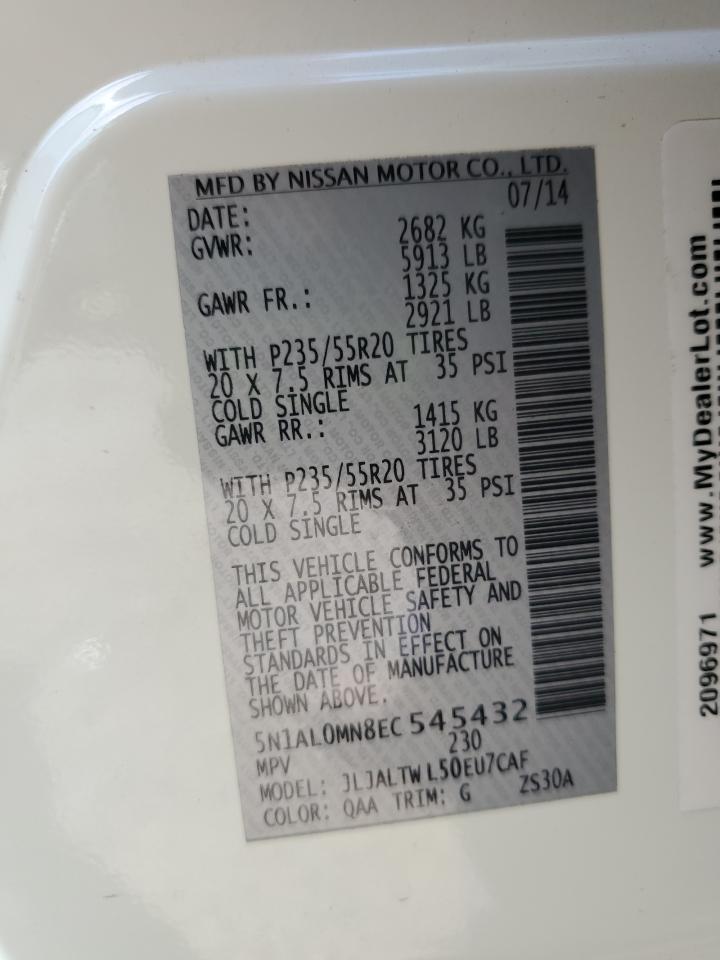 MFD BY NISSAN MOTOR CO., LTD.
DATE: 07/14
GVWR: 2682 KG
5913 LB
GAWR FR.: 1325 KG
2921 LB
WITH P235/55R20 TIRES
20 X 7.5 RIMS AT 35 PSI
COLD SINGLE
GAWR RR.: 1415 KG
3120 LB
WITH P235/55R20 TIRES
20 X 7.5 RIMS AT 35 PSI
COLD SINGLE
THIS VEHICLE CONFORMS TO
ALL APPLICABLE FEDERAL
MOTOR VEHICLE SAFETY AND
THEFT PREVENTION
STANDARDS IN EFFECT ON
THE DATE OF MANUFACTURE
SHOWN ABOVE.
5N1AL0MN8EC545432
MPV 230
MODEL: JLJALTWL50EU7CAF
COLOR: QAA TRIM: G ZS30A
www.MyDealerLot.com
2096971